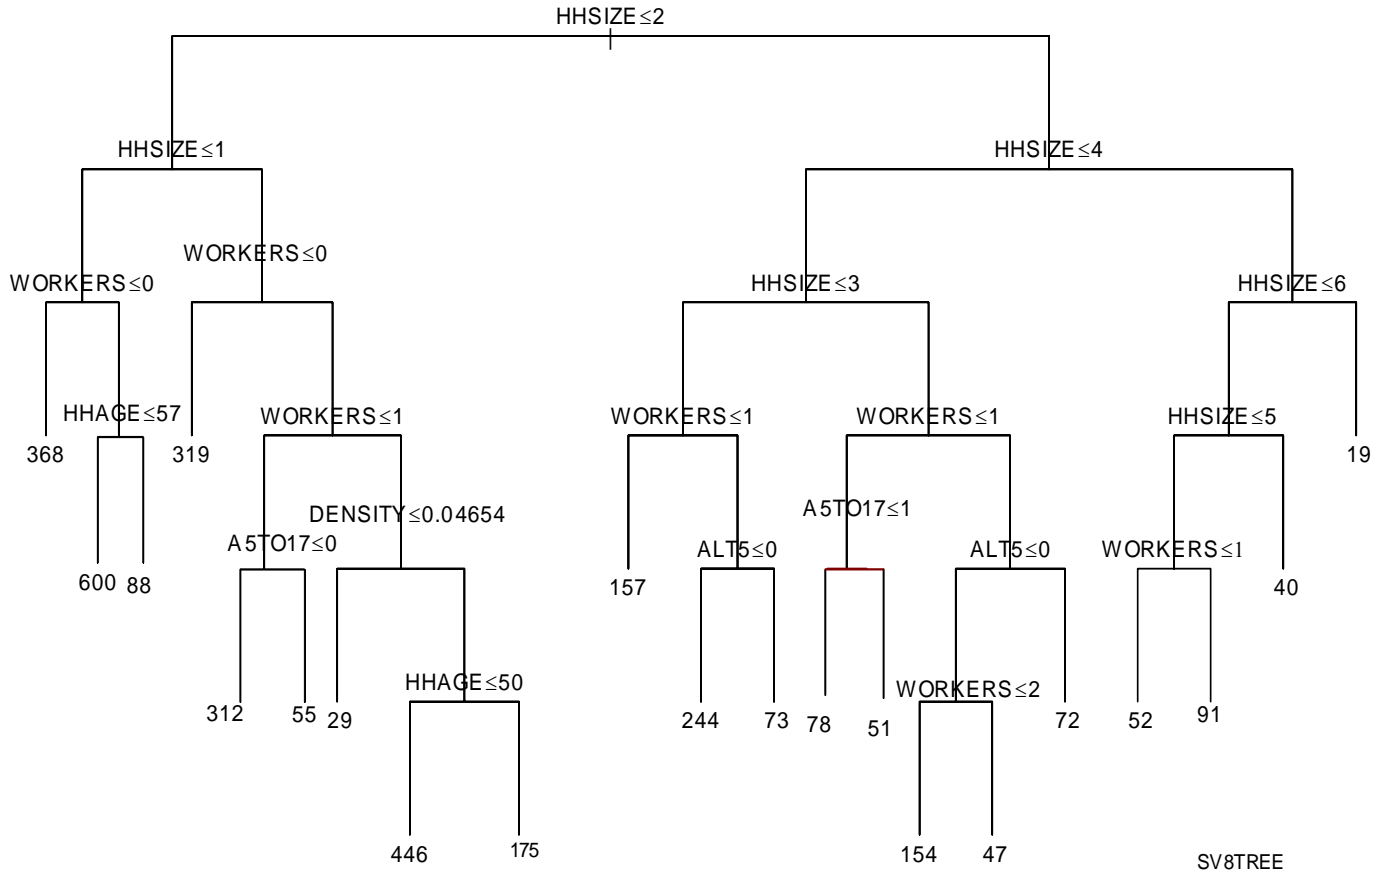 HHSIZE≤2
HHSIZE≤1
HHSIZE≤4
WORKERS≤0
WORKERS≤0
HHSIZE≤3
HHSIZE≤6
HHAGE≤57
WORKERS≤1
WORKERS≤1
WORKERS≤1
HHSIZE≤5
368
319
19
A5TO17≤0
DENSITY≤0.04654
A5TO17≤1
ALT5≤0
ALT5≤0
WORKERS≤1
600
88
157
40
HHAGE≤50
WORKERS≤2
312
55
29
244
73
78
51
72
52
91
446
175
154
47
SV8TREE